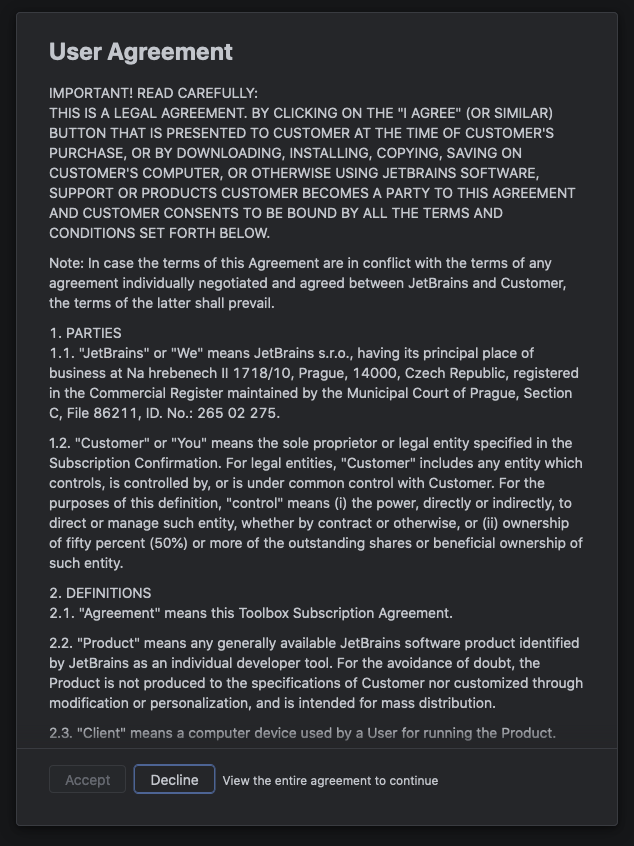 User Agreement
IMPORTANT! READ CAREFULLY:
THIS IS A LEGAL AGREEMENT. BY CLICKING ON THE "I AGREE" (OR SIMILAR)
BUTTON THAT IS PRESENTED TO CUSTOMER AT THE TIME OF CUSTOMER'S
PURCHASE, OR BY DOWNLOADING, INSTALLING, COPYING, SAVING ON
CUSTOMER'S COMPUTER, OR OTHERWISE USING JETBRAINS SOFTWARE,
SUPPORT OR PRODUCTS CUSTOMER BECOMES A PARTY TO THIS AGREEMENT
AND CUSTOMER CONSENTS TO BE BOUND BY ALL THE TERMS AND
CONDITIONS SET FORTH BELOW.
Note: In case the terms of this Agreement are in conflict with the terms of any
agreement individually negotiated and agreed between JetBrains and Customer,
the terms of the latter shall prevail.
1. PARTIES
1.1. "JetBrains" or "We" means JetBrains s.r.o., having its principal place of
business at Na hrebenech II 1718/10, Prague, 14000, Czech Republic, registered
in the Commercial Register maintained by the Municipal Court of Prague, Section
C, File 86211, ID. No.: 265 02 275.
1.2. "Customer" or "You" means the sole proprietor or legal entity specified in the
Subscription Confirmation. For legal entities, "Customer" includes any entity which
controls, is controlled by, or is under common control with Customer. For the
purposes of this definition, "control" means (i) the power, directly or indirectly, to
direct or manage such entity, whether by contract or otherwise, or (ii) ownership
of fifty percent (50%) or more of the outstanding shares or beneficial ownership of
such entity.
2. DEFINITIONS
2.1. "Agreement" means this Toolbox Subscription Agreement.
2.2. "Product" means any generally available JetBrains software product identified
by JetBrains as an individual developer tool. For the avoidance of doubt, the
Product is not produced to the specifications of Customer nor customized through
modification or personalization, and is intended for mass distribution.
2.3. "Client" means a computer device used by a User for running the Product.
Accept
Decline
View the entire agreement to continue